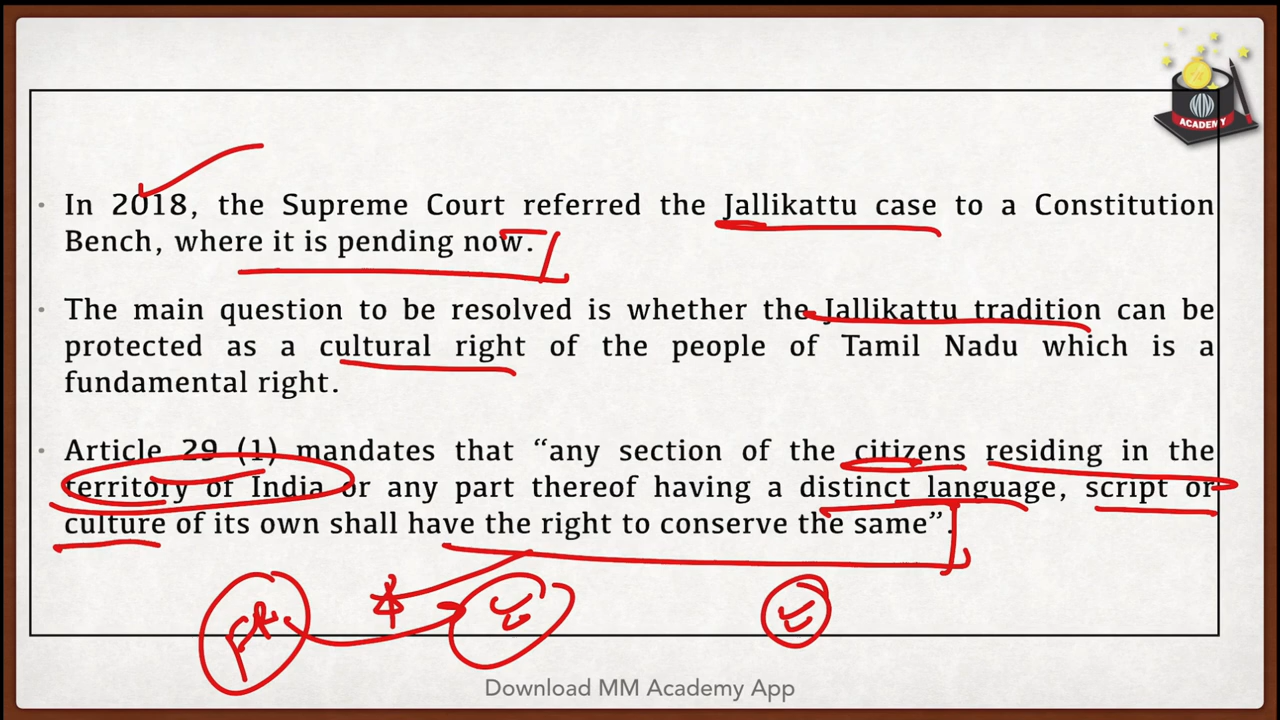 ACADEMY
• In 2018, the Supreme Court referred the Jallikattu case to a Constitution
Bench, where it is pending now.
• The main question to be resolved is whether the Jallikattu tradition can be
protected as a cultural right of the people of Tamil Nadu which is a
fundamental right.
• Article 29 (1) mandates that “any section of the citizens residing in the
territory of India or any part thereof having a distinct language, script or
culture of its own shall have the right to conserve the same”.
Download MM Academy App